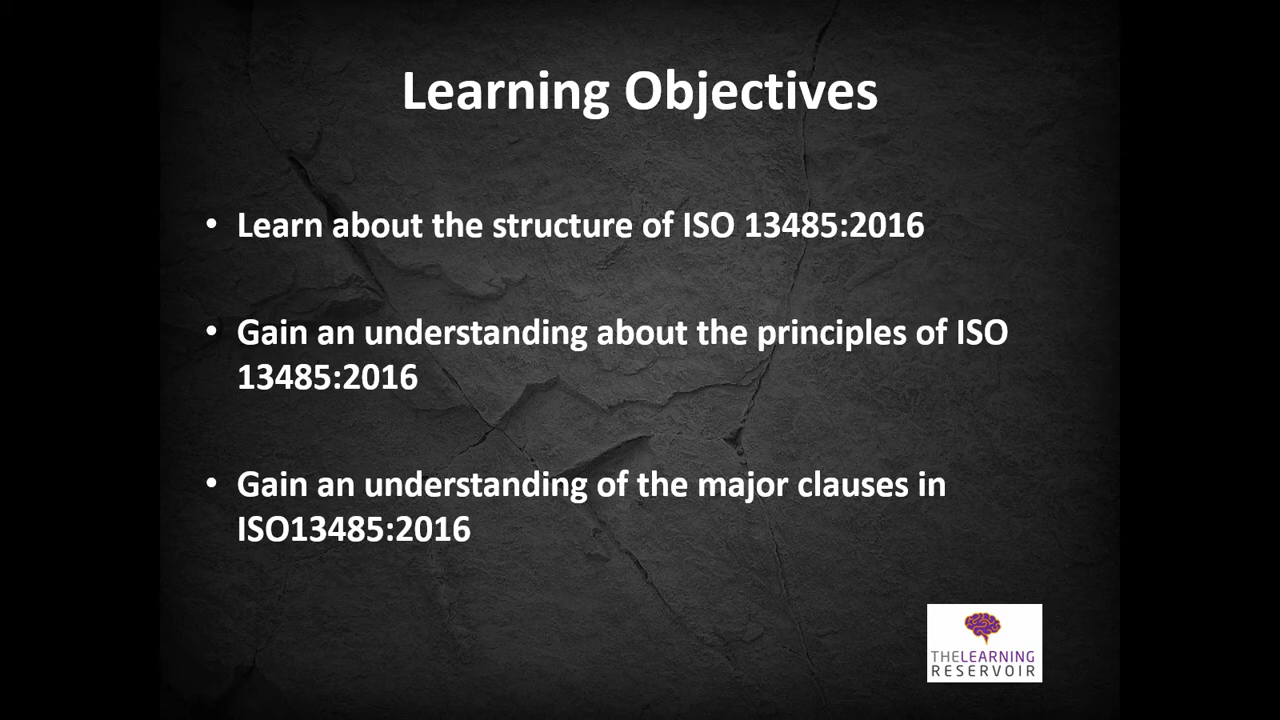 Learning Objectives
• Learn about the structure of ISO 13485:2016
• Gain an understanding about the principles of ISO
13485:2016
• Gain an understanding of the major clauses in
ISO13485:2016
THELEARNING
RESERVOIR